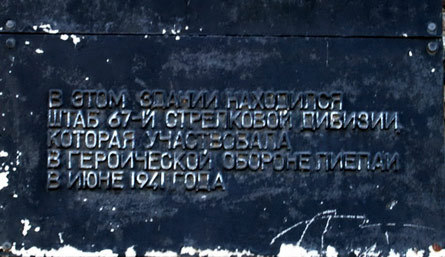 В ЭТОМ ЗДАНИИ НАХОДИЛСЯ
ШТАБ 67-Й СТРЕЛКОВОЙ ДИВИЗИИ
КОТОРАЯ УЧАСТВОВАЛА
В ГЕРОИЧЕСКОЙ ОБОРОНЕ ЛИЕПАИ
В ИЮНЕ 1941 ГОДА